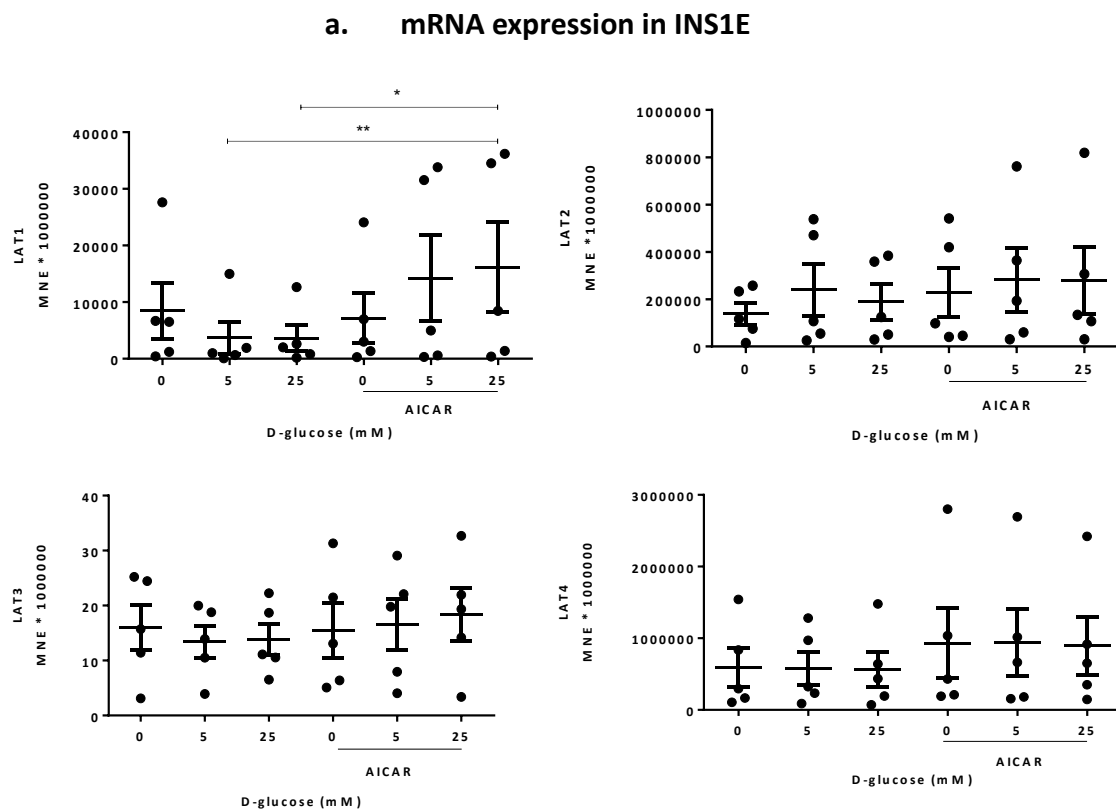 a. mRNA expression in INS1E
LAT1
MNE * 1000000
40000
30000
20000
10000
0
*
**
0 5 25 0 5 25
AICAR
D-glucose (mM)
LAT2
MNE *1000000
1000000
800000
600000
400000
200000
0
0 5 25 0 5 25
AICAR
D-glucose (mM)
LAT3
MNE * 1000000
40
30
20
10
0
0 5 25 0 5 25
AICAR
D-glucose (mM)
LAT4
MNE * 1000000
3000000
2000000
1000000
0
0 5 25 0 5 25
AICAR
D-glucose (mM)